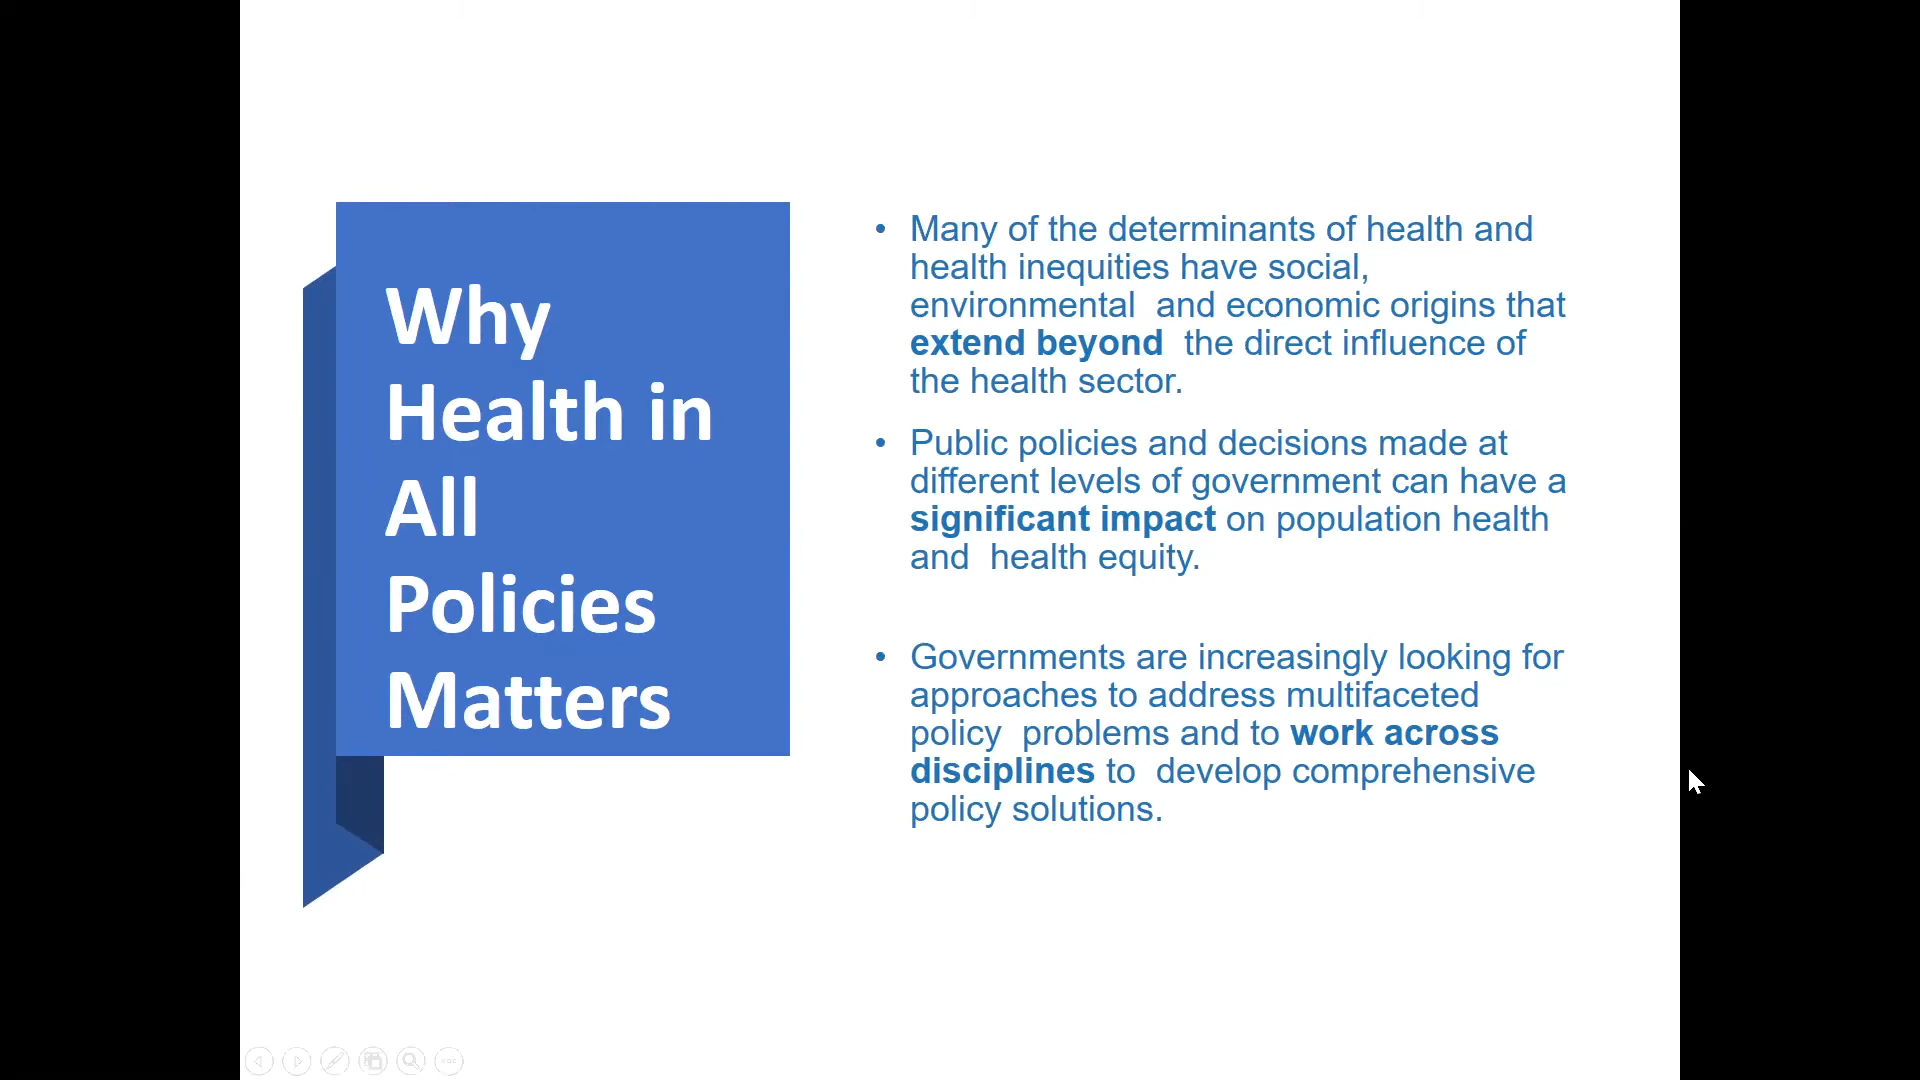 Why
Health in
All
Policies
Matters
• Many of the determinants of health and
health inequities have social,
environmental  and economic origins that
extend beyond  the direct influence of
the health sector.
• Public policies and decisions made at
different levels of government can have a
significant impact on population health
and  health equity.
• Governments are increasingly looking for
approaches to address multifaceted
policy  problems and to work across
disciplines to  develop comprehensive
policy solutions.